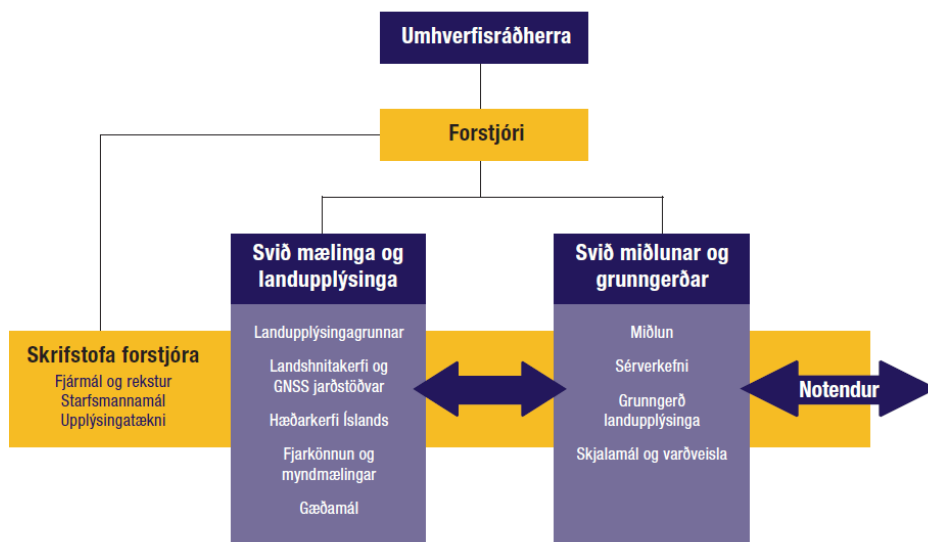 Umhverfisráðherra
Forstjóri
Svið mælinga og
landupplýsinga
Landupplýsingagrunnar
Landshnitakerfi og
GNSS jarðstöðvar
Hæðarkerfi Íslands
Fjarkönnun og
myndmælingar
Gæðamál
Svið miðlunar og
grunngerðar
Miðlun
Sérverkefni
Grunngerð
landupplýsinga
Skjalamál og varðveisla
Skrifstofa forstjóra
Fjármál og rekstur
Starfsmannamál
Upplýsingatækni
Notendur